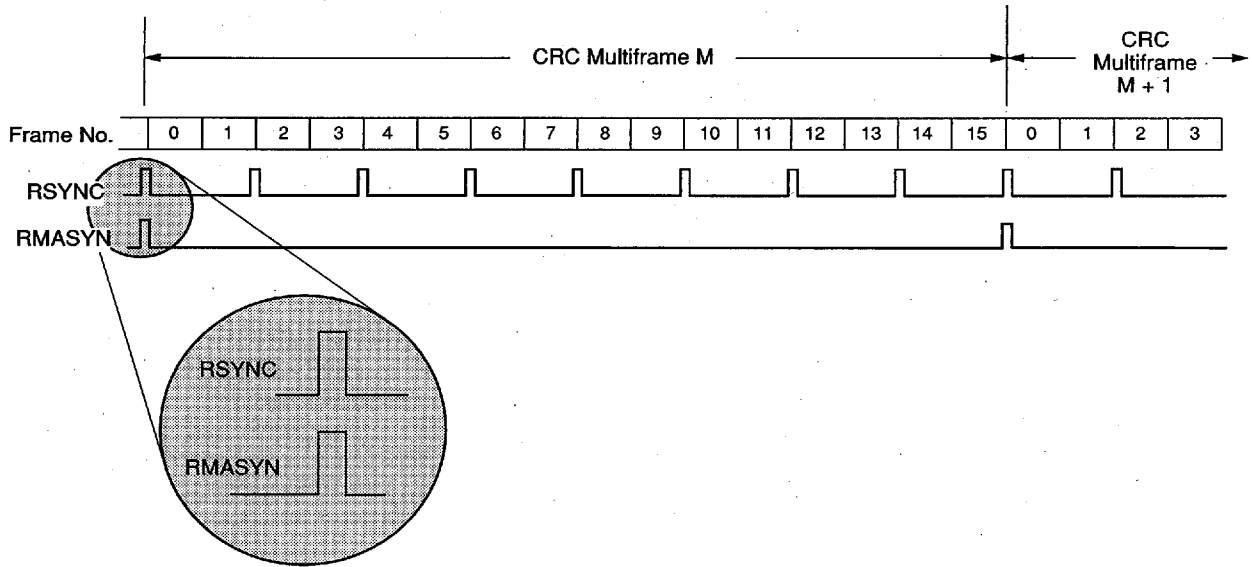 CRC Multiframe M
CRC
Multiframe
M + 1
Frame No. 0 1 2 3 4 5 6 7 8 9 10 11 12 13 14 15 0 1 2 3
RSYNC
RMASYN
RSYNC
RMASYN